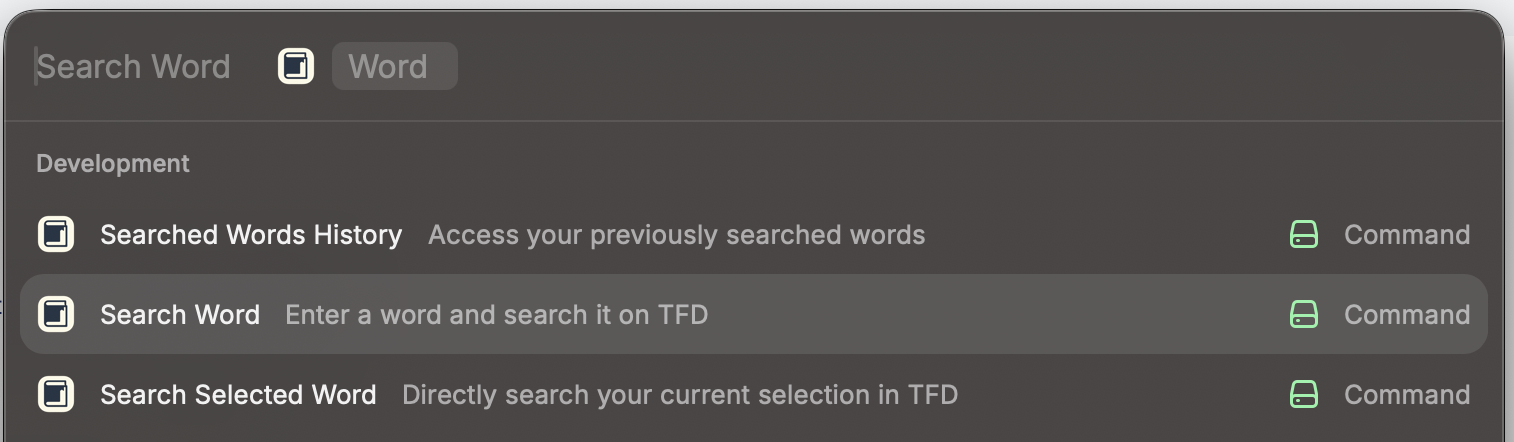 Search Word Word
Development
Searched Words History Access your previously searched words Command
Search Word Enter a word and search it on TFD Command
Search Selected Word Directly search your current selection in TFD Command